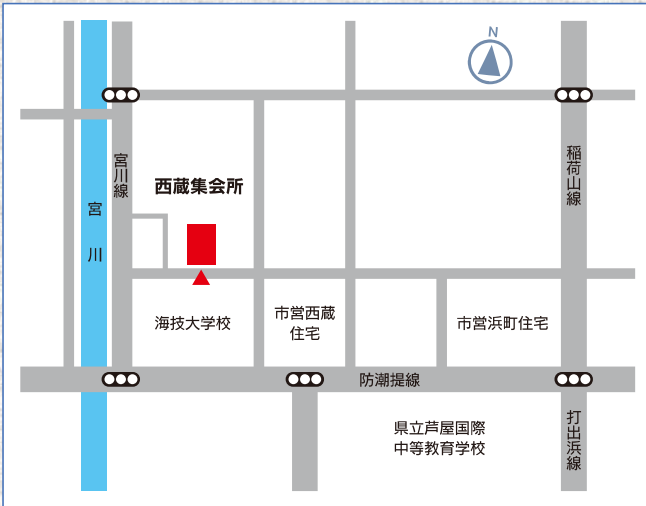 N
宮川線
稲荷山線
西蔵集会所
宮川
海技大学校
市営西蔵
住宅
市営浜町住宅
防潮提線
県立芦屋国際
中等教育学校
打出浜線